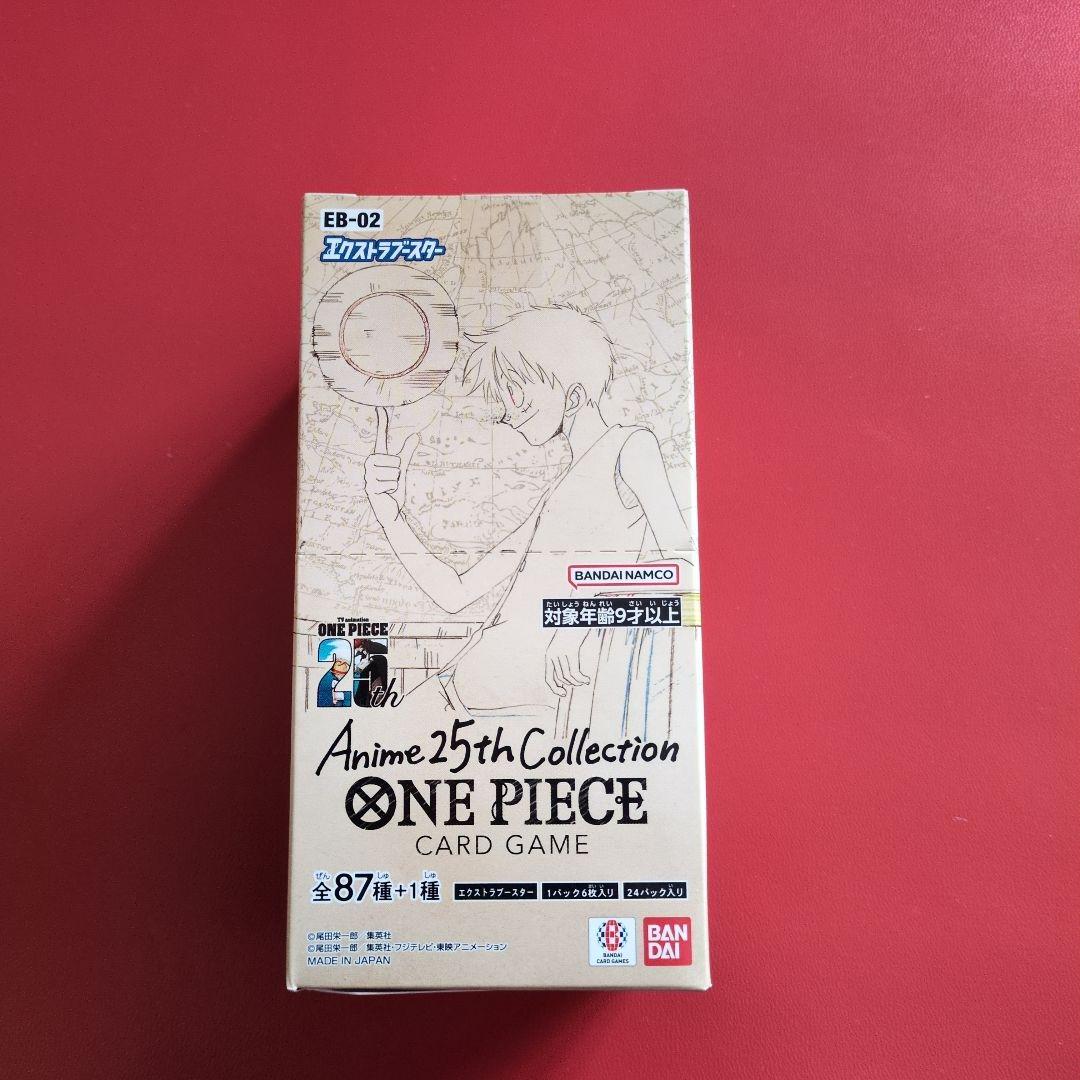 EB-02
エクストラブースター
BANDAI NAMCO
たいしょうねんれい さいいじょう
対象年齢9才以上
TV animation
ONE PIECE
25th
Anime 25th Collection
ONE PIECE
CARD GAME
ぜん しゅ しゅ
全87種+1種
エクストラブースター
1パック6枚入り
24パック入り
©尾田栄一郎/集英社
©尾田栄一郎/集英社・フジテレビ・東映アニメーション
MADE IN JAPAN
BANDAI
CARD GAMES
BAN
DAI